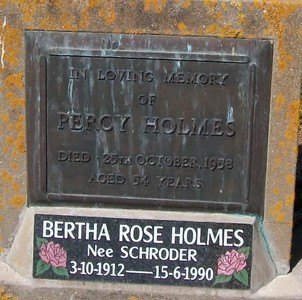 IN LOVING MEMORY
OF
PERCY HOLMES
DIED 25TH OCTOBER, 1958
AGED 54 YEARS
BERTHA ROSE HOLMES
Nee SCHRODER
3-10-1912 — 15-6-1990